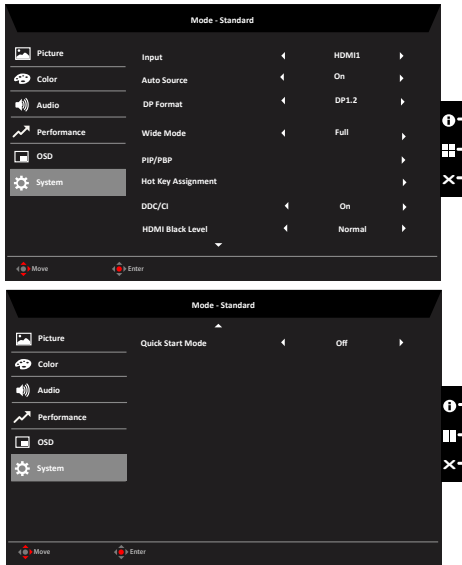 Mode - Standard
Picture
Input HDMI1
Color
Auto Source On
Audio
DP Format DP1.2
Performance
Wide Mode Full
OSD
PIP/PBP
System
Hot Key Assignment
DDC/CI On
HDMI Black Level Normal
Move Enter
Mode - Standard
Picture
Quick Start Mode Off
Color
Audio
Performance
OSD
System
Move Enter